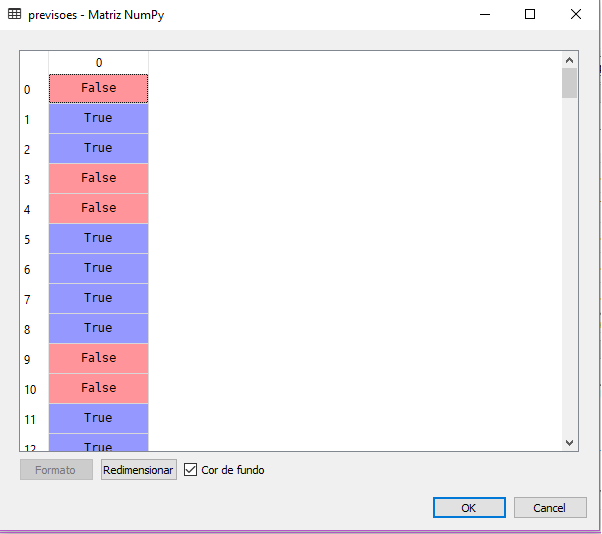 previsoes - Matriz NumPy
0
0 False
1 True
2 True
3 False
4 False
5 True
6 True
7 True
8 True
9 False
10 False
11 True
12 True
Formato Redimensionar Cor de fundo
OK Cancel